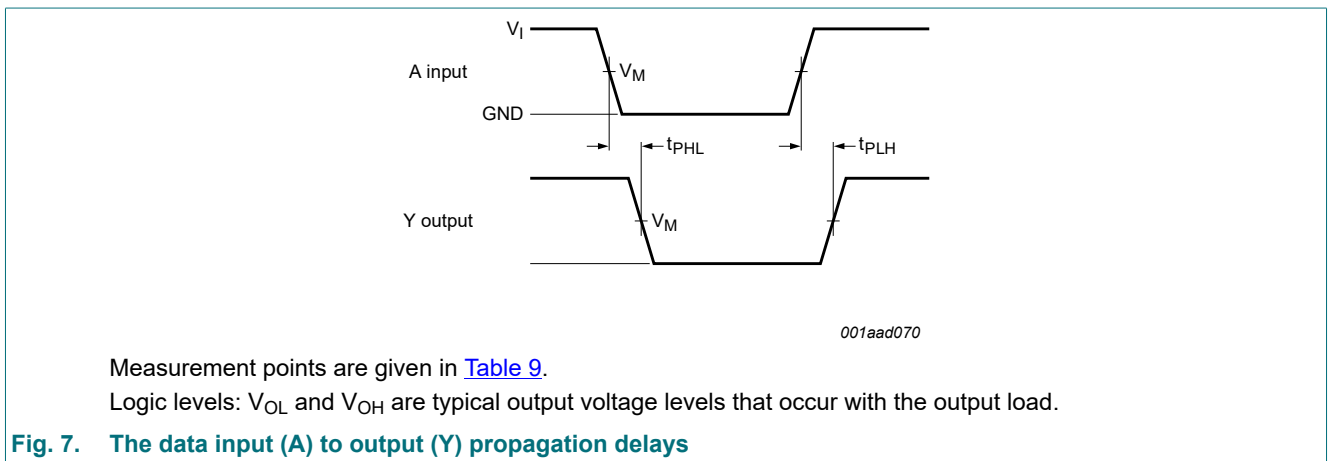 V_I
A input
V_M
GND
t_PHL
t_PLH
Y output
V_M
001aad070
Measurement points are given in Table 9.
Logic levels: V_OL and V_OH are typical output voltage levels that occur with the output load.
Fig. 7. The data input (A) to output (Y) propagation delays